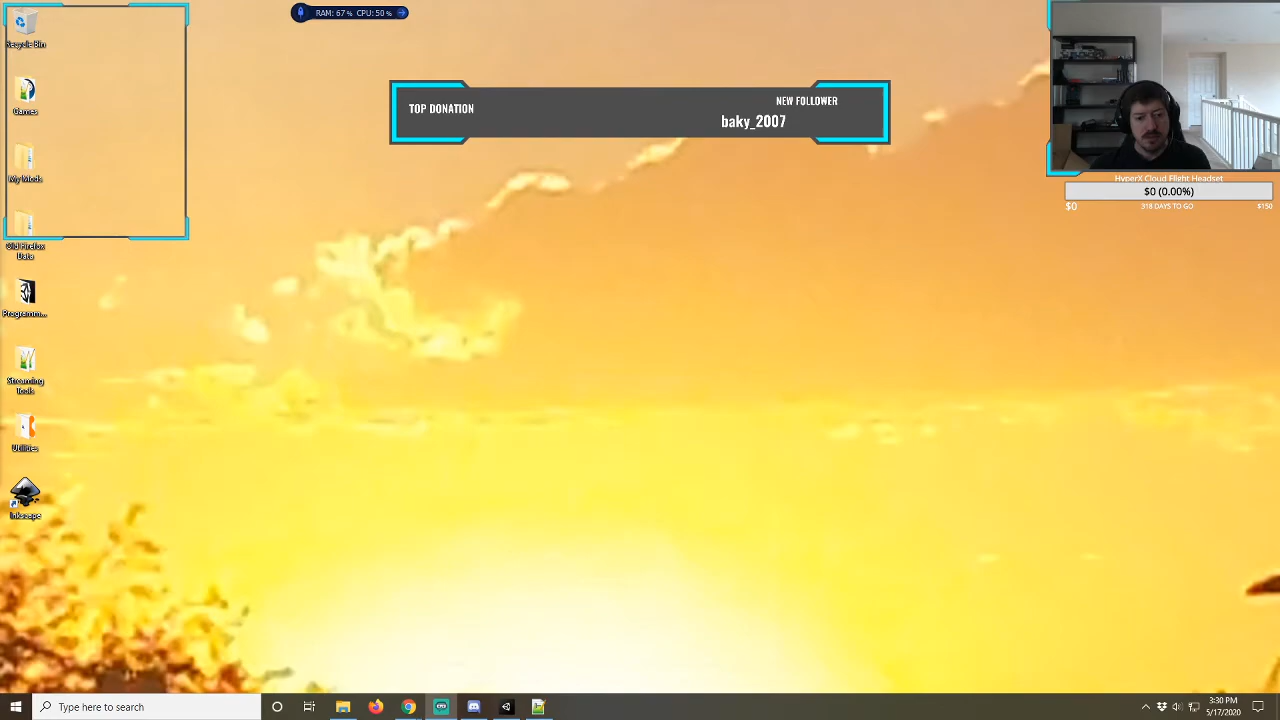 Recycle Bin
Games
My Mods
Old Firefox
Data
Programm...
Streaming
Tools
Utilities
Inkscape
RAM: 67 % CPU: 50 %
TOP DONATION
NEW FOLLOWER
baky_2007
HyperX Cloud Flight Headset
$0 (0.00%)
$0 318 DAYS TO GO $150
Type here to search
3:30 PM
5/17/2020